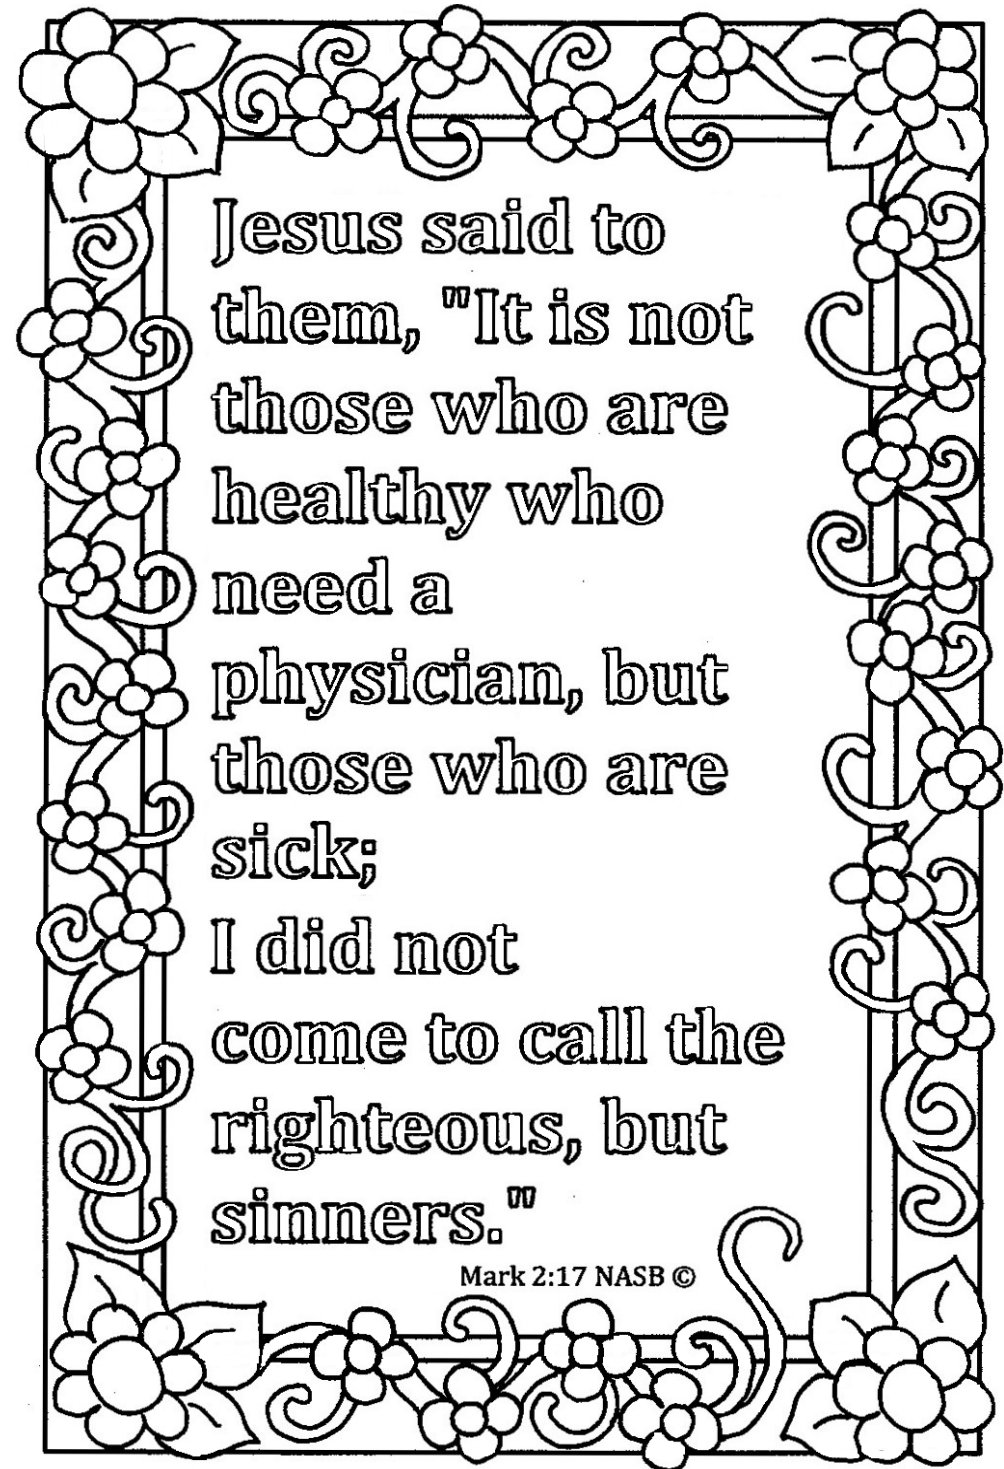 Jesus said to
them, "It is not
those who are
healthy who
need a
physician, but
those who are
sick;
I did not
come to call the
righteous, but
sinners."
Mark 2:17 NASB ©